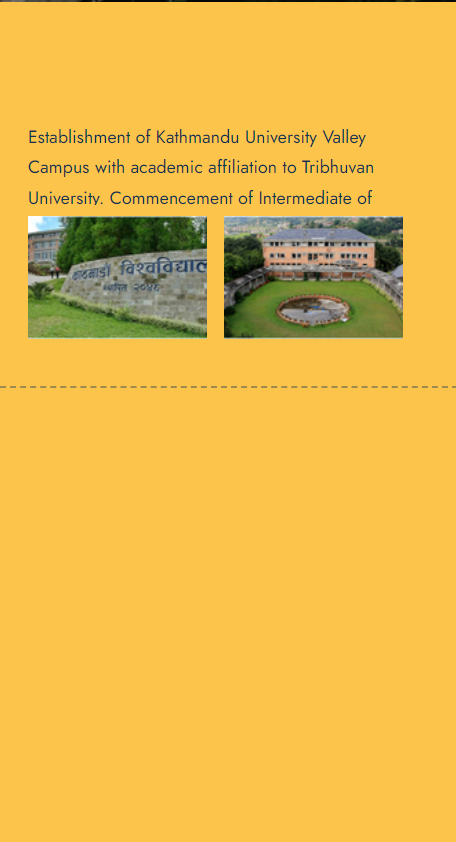 Establishment of Kathmandu University Valley
Campus with academic affiliation to Tribhuvan
University. Commencement of Intermediate of
काठमाडौं विश्वविद्याल
स्थापित २०४८